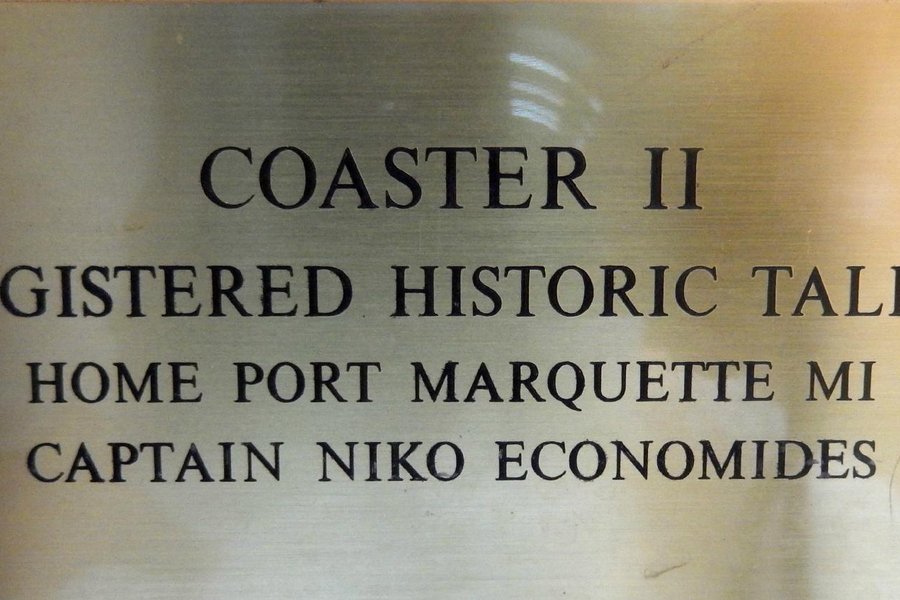 COASTER II
GISTERED HISTORIC TAL
HOME PORT MARQUETTE MI
CAPTAIN NIKO ECONOMIDES